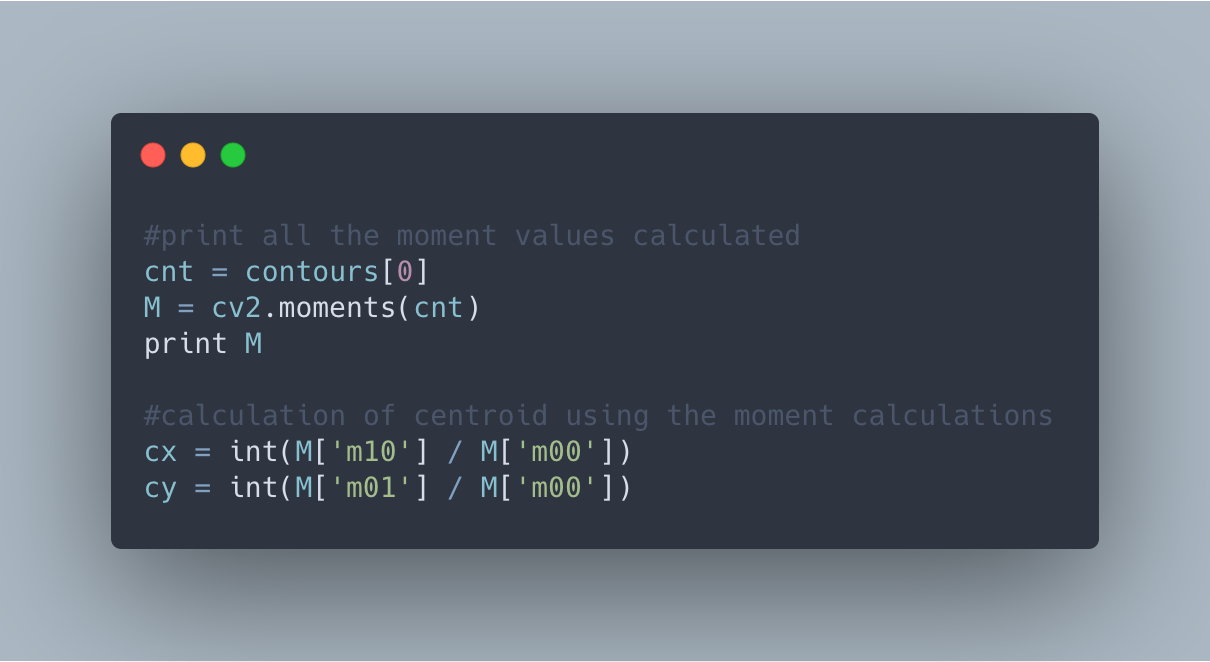 #print all the moment values calculated
cnt = contours[0]
M = cv2.moments(cnt)
print M
#calculation of centroid using the moment calculations
cx = int(M['m10'] / M['m00'])
cy = int(M['m01'] / M['m00'])